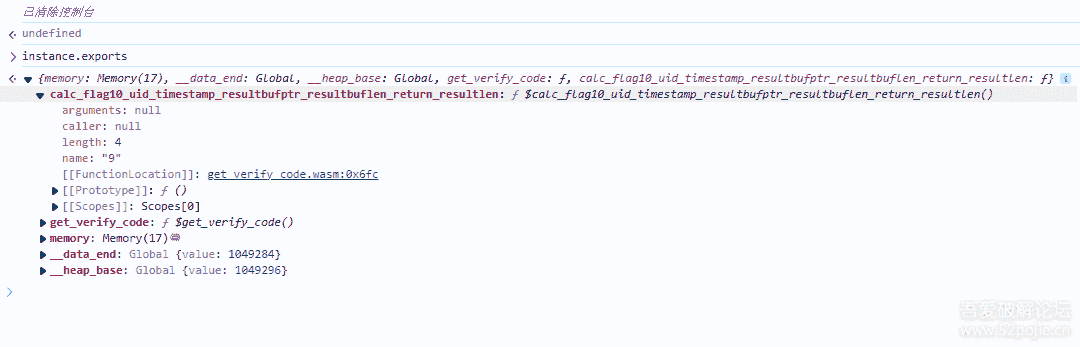 已清除控制台
undefined
instance.exports
{memory: Memory(17), __data_end: Global, __heap_base: Global, get_verify_code: ƒ, calc_flag10_uid_timestamp_resultbufptr_resultbuflen_return_resultlen: ƒ}
calc_flag10_uid_timestamp_resultbufptr_resultbuflen_return_resultlen: ƒ $calc_flag10_uid_timestamp_resultbufptr_resultbuflen_return_resultlen()
arguments: null
caller: null
length: 4
name: "9"
[[FunctionLocation]]: get_verify_code.wasm:0x6fc
[[Prototype]]: ƒ ()
[[Scopes]]: Scopes[0]
get_verify_code: ƒ $get_verify_code()
memory: Memory(17)
__data_end: Global {value: 1049284}
__heap_base: Global {value: 1049296}
吾爱破解论坛
www.52pojie.cn